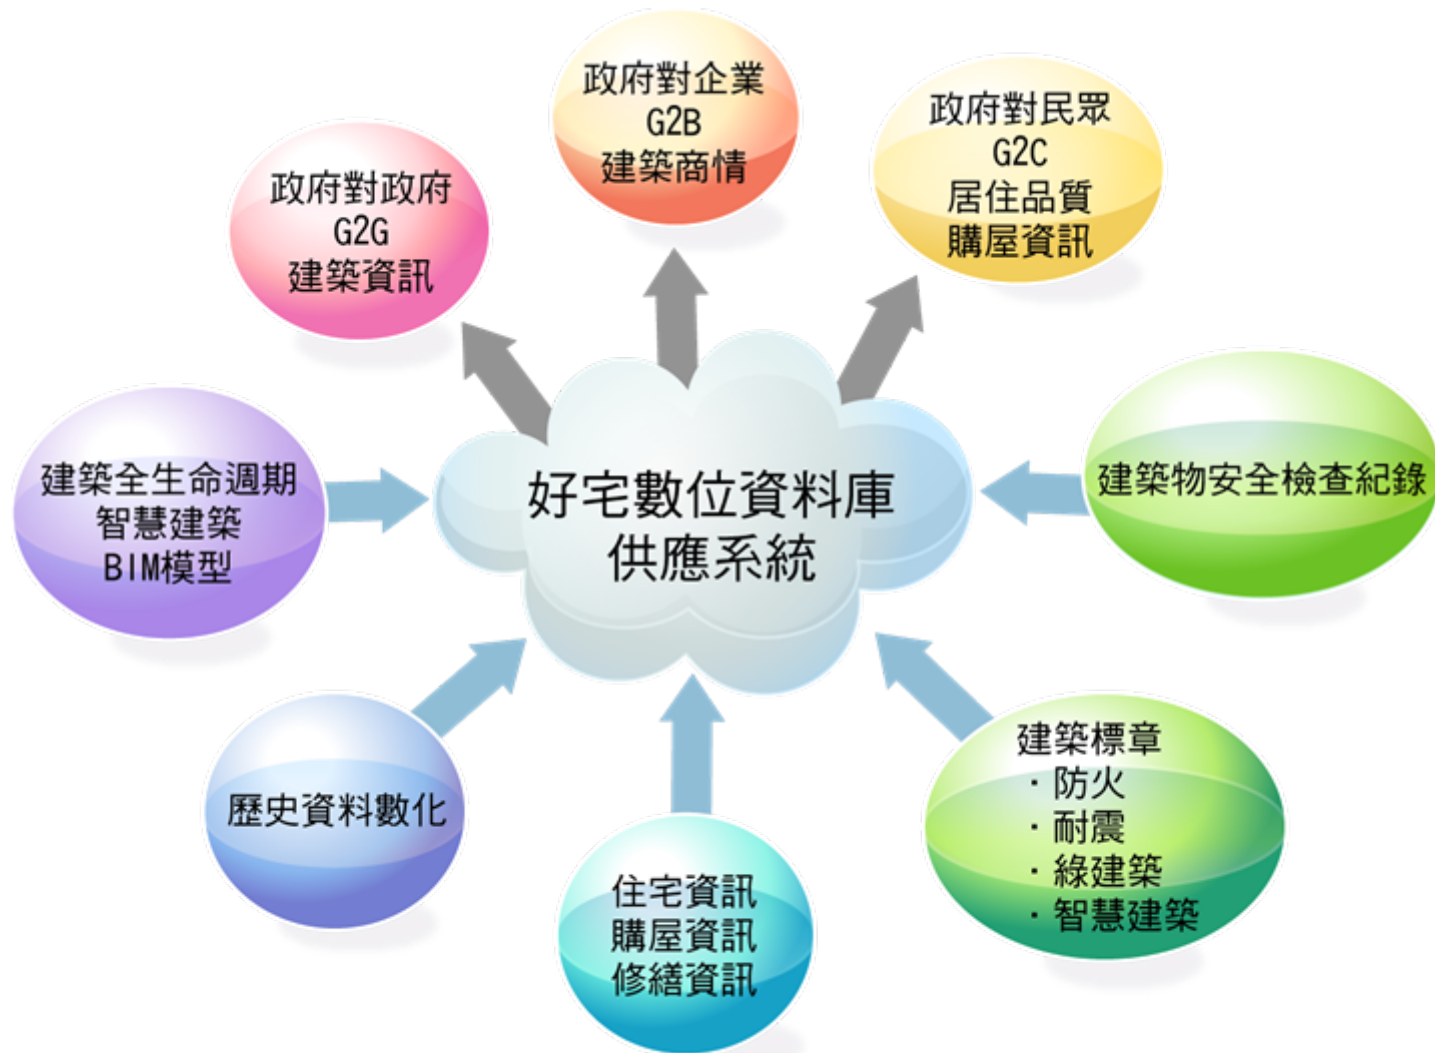 政府對企業
G2B
建築商情
政府對民眾
G2C
居住品質
購屋資訊
政府對政府
G2G
建築資訊
建築全生命週期
智慧建築
BIM模型
好宅數位資料庫
供應系統
建築物安全檢查紀錄
歷史資料數化
住宅資訊
購屋資訊
修繕資訊
建築標章
．防火
．耐震
．綠建築
．智慧建築